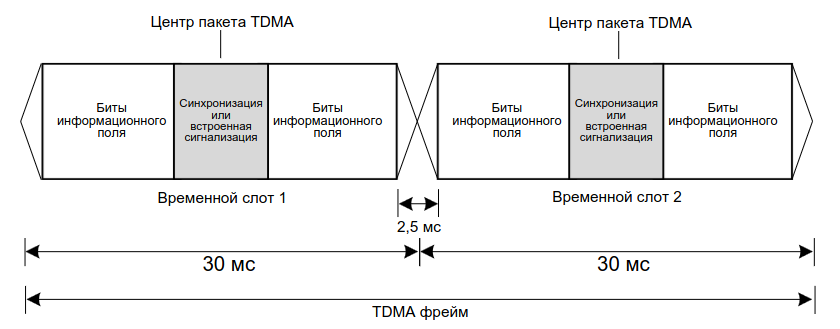 Центр пакета TDMA
Центр пакета TDMA
Биты
информационного
поля
Синхронизация
или
встроенная
сигнализация
Биты
информационного
поля
Биты
информационного
поля
Синхронизация
или
встроенная
сигнализация
Биты
информационного
поля
Временной слот 1
Временной слот 2
2,5 мс
30 мс
30 мс
TDMA фрейм